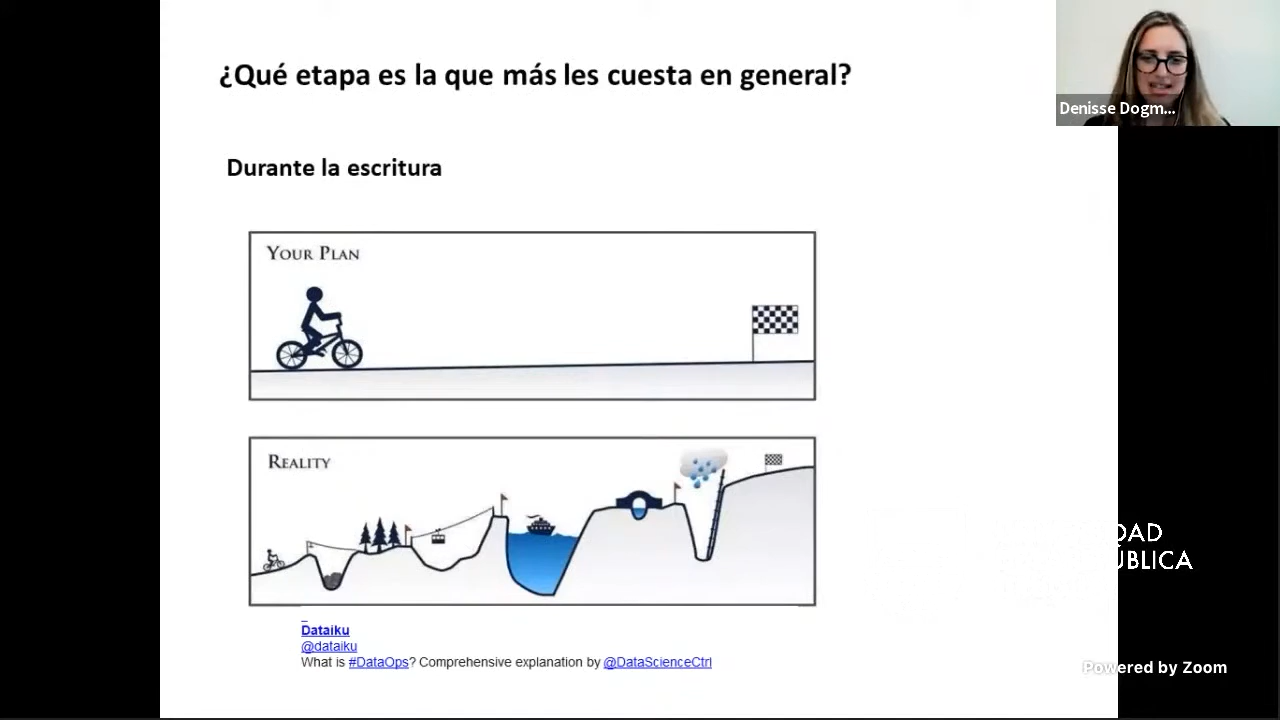 ¿Qué etapa es la que más les cuesta en general?
Denisse Dogm...
Durante la escritura
YOUR PLAN
REALITY
DAD
ÚBLICA
Dataiku
@dataiku
What is #DataOps? Comprehensive explanation by @DataScienceCtrl
Powered by Zoom